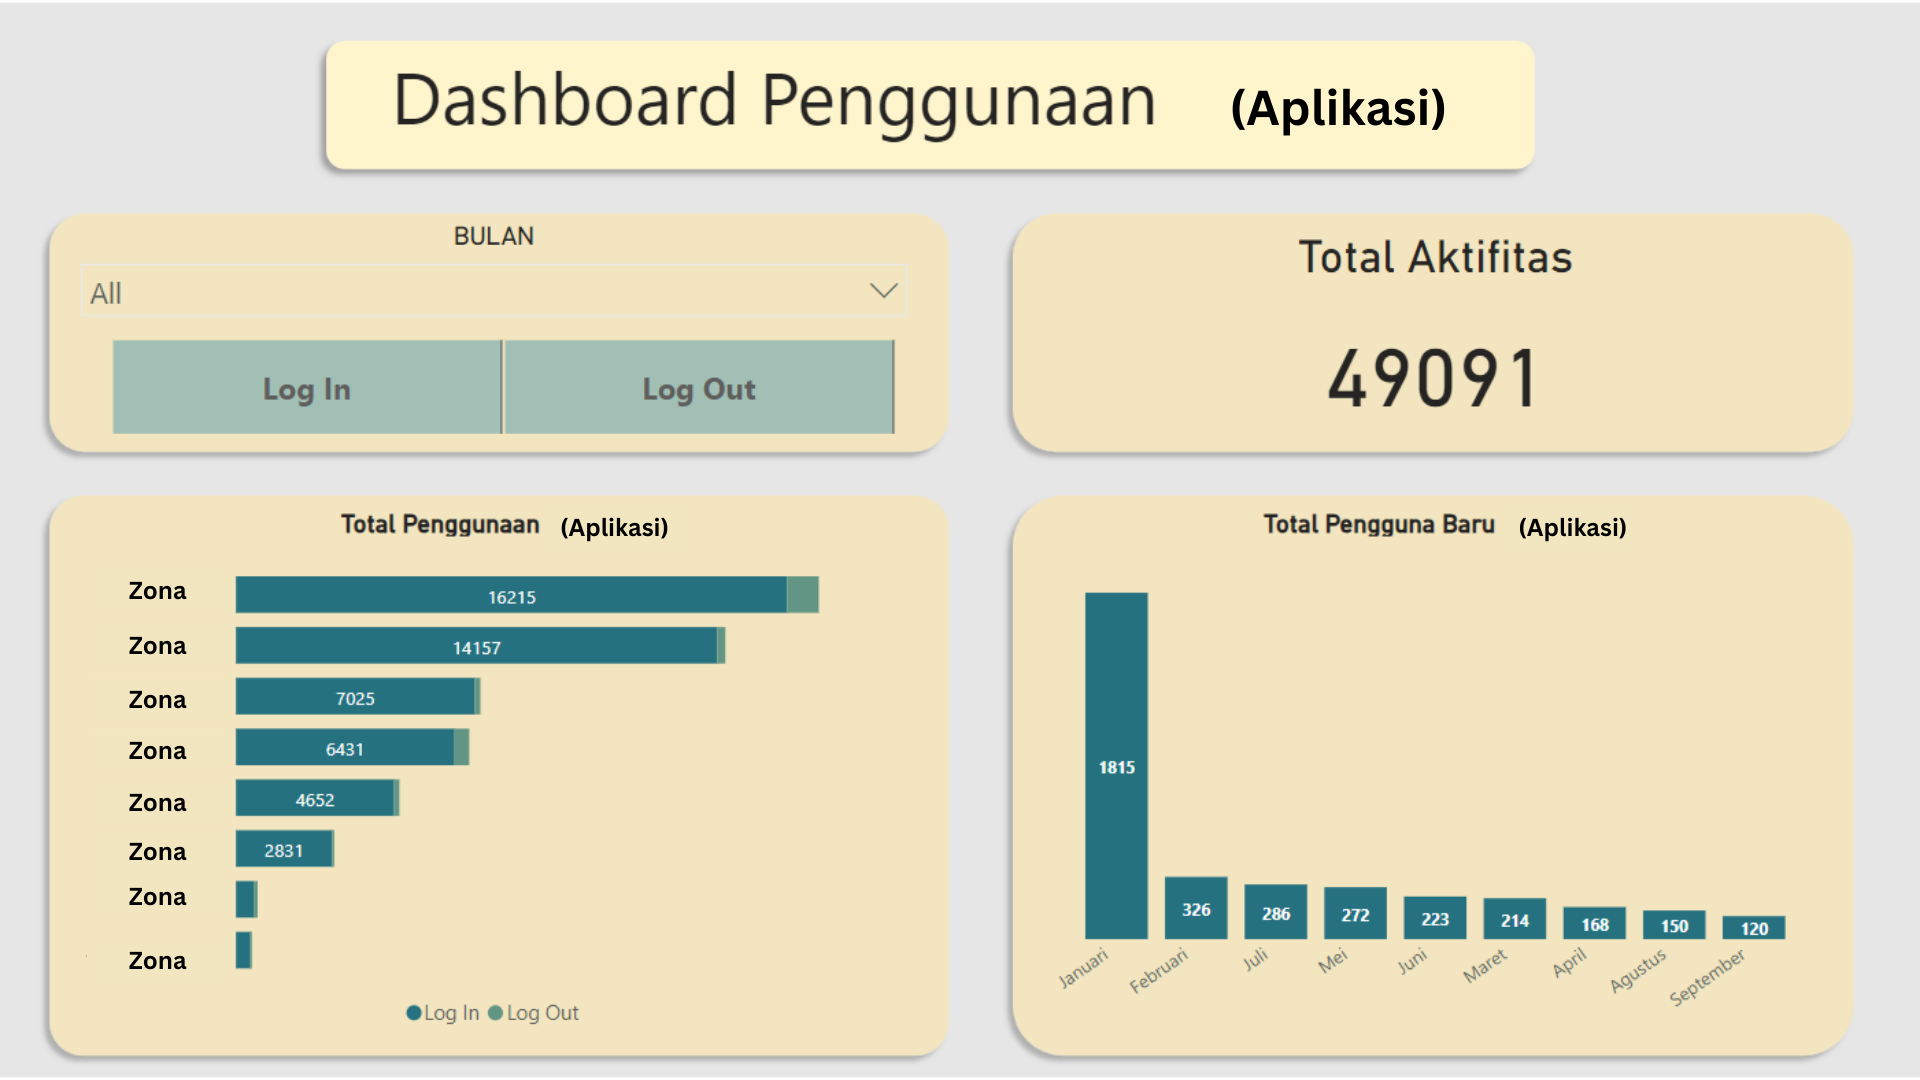 Dashboard Penggunaan (Aplikasi)
BULAN
All
Log In
Log Out
Total Aktifitas
49091
Total Penggunaan (Aplikasi)
Zona 16215
Zona 14157
Zona 7025
Zona 6431
Zona 4652
Zona 2831
Zona
Zona
Log In Log Out
Total Pengguna Baru (Aplikasi)
1815
326
286
272
223
214
168
150
120
Januari
Februari
Juli
Mei
Juni
Maret
April
Agustus
September